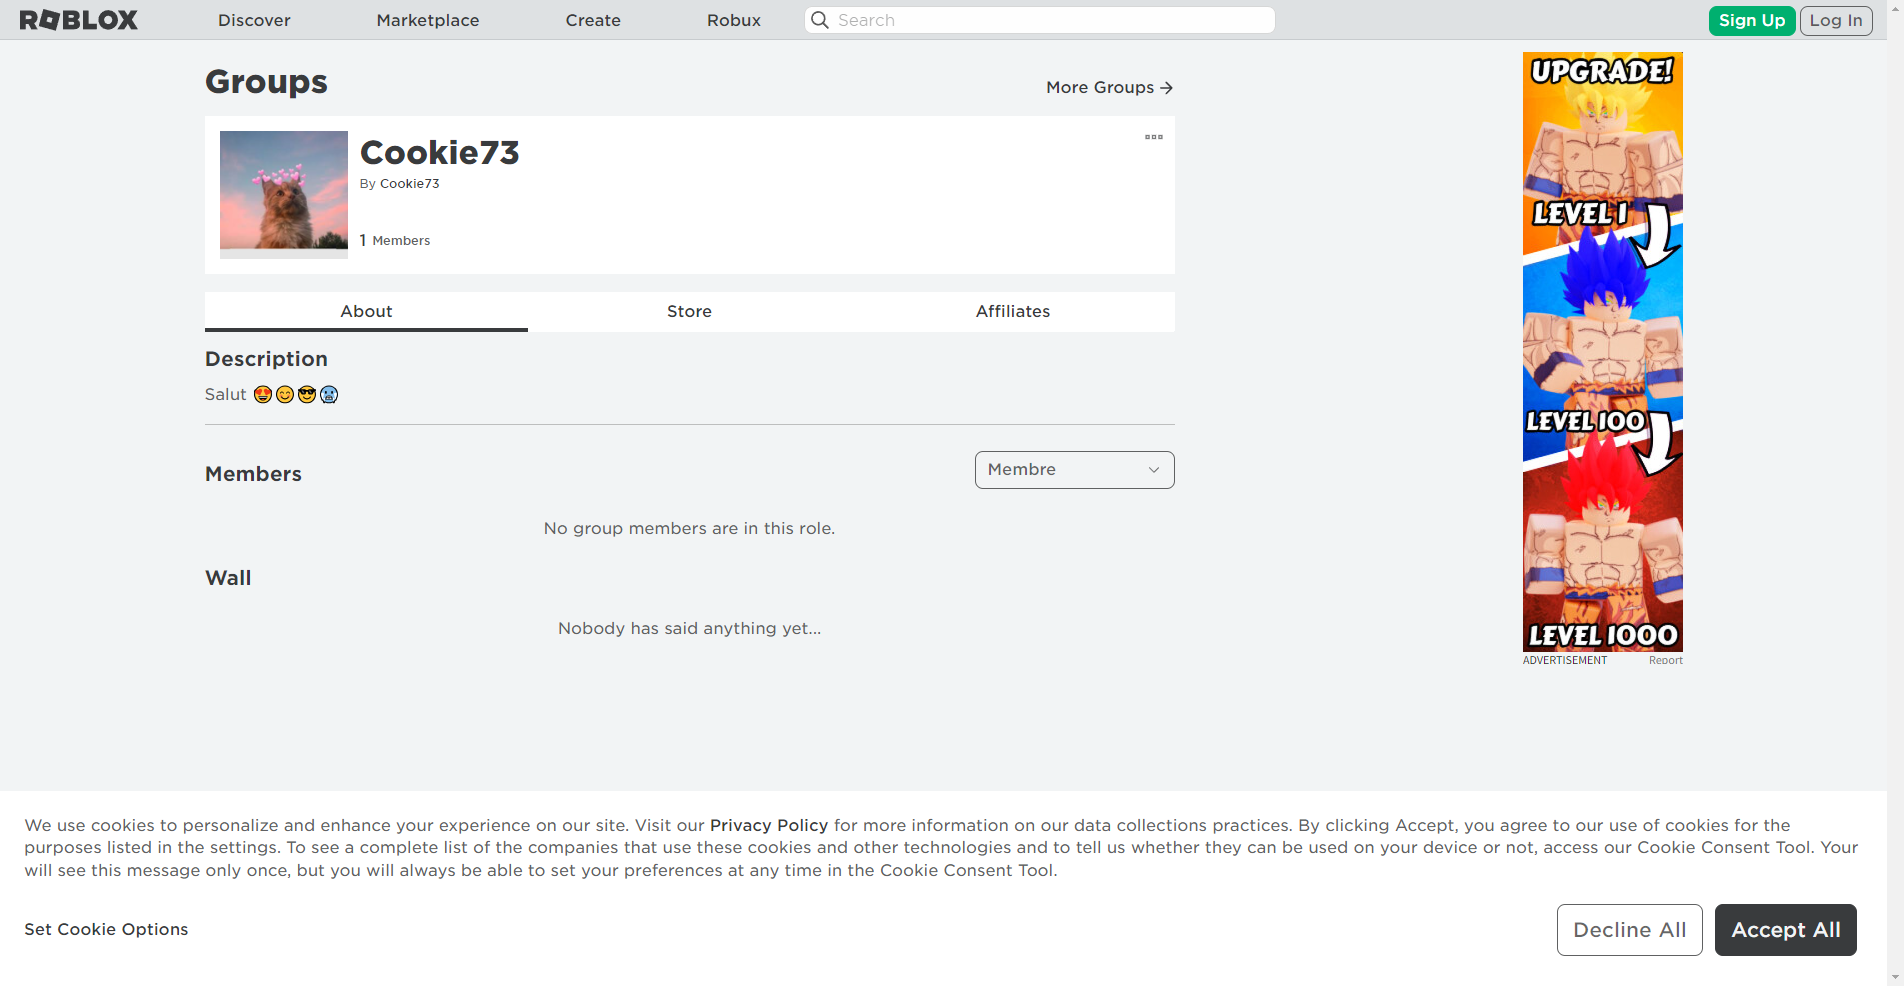 ROBLOX Discover Marketplace Create Robux Search Sign Up Log In
Groups
More Groups
Cookie73
By Cookie73
1 Members
About Store Affiliates
Description
Salut 😍😊😎🥶
Members
Membre
No group members are in this role.
Wall
Nobody has said anything yet...
UPGRADE!
LEVEL 1
LEVEL 100
LEVEL 1000
ADVERTISEMENT Report
We use cookies to personalize and enhance your experience on our site. Visit our Privacy Policy for more information on our data collections practices. By clicking Accept, you agree to our use of cookies for the
purposes listed in the settings. To see a complete list of the companies that use these cookies and other technologies and to tell us whether they can be used on your device or not, access our Cookie Consent Tool. Your
will see this message only once, but you will always be able to set your preferences at any time in the Cookie Consent Tool.
Set Cookie Options
Decline All
Accept All